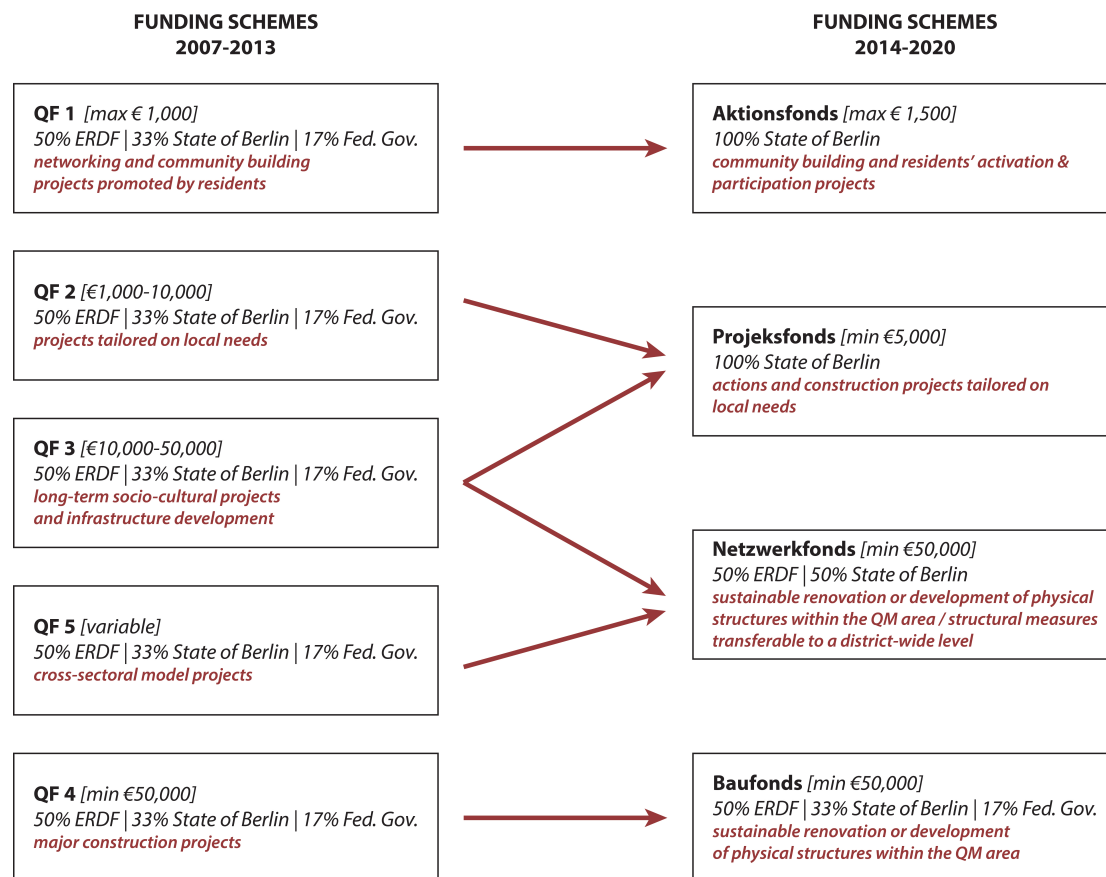 FUNDING SCHEMES
2007-2013
QF 1 [max € 1,000]
50% ERDF | 33% State of Berlin | 17% Fed. Gov.
networking and community building
projects promoted by residents
QF 2 [€1,000-10,000]
50% ERDF | 33% State of Berlin | 17% Fed. Gov.
projects tailored on local needs
QF 3 [€10,000-50,000]
50% ERDF | 33% State of Berlin | 17% Fed. Gov.
long-term socio-cultural projects
and infrastructure development
QF 5 [variable]
50% ERDF | 33% State of Berlin | 17% Fed. Gov.
cross-sectoral model projects
QF 4 [min €50,000]
50% ERDF | 33% State of Berlin | 17% Fed. Gov.
major construction projects
FUNDING SCHEMES
2014-2020
Aktionsfonds [max € 1,500]
100% State of Berlin
community building and residents’ activation &
participation projects
Projeksfonds [min €5,000]
100% State of Berlin
actions and construction projects tailored on
local needs
Netzwerkfonds [min €50,000]
50% ERDF | 50% State of Berlin
sustainable renovation or development of physical
structures within the QM area / structural measures
transferable to a district-wide level
Baufonds [min €50,000]
50% ERDF | 33% State of Berlin | 17% Fed. Gov.
sustainable renovation or development
of physical structures within the QM area